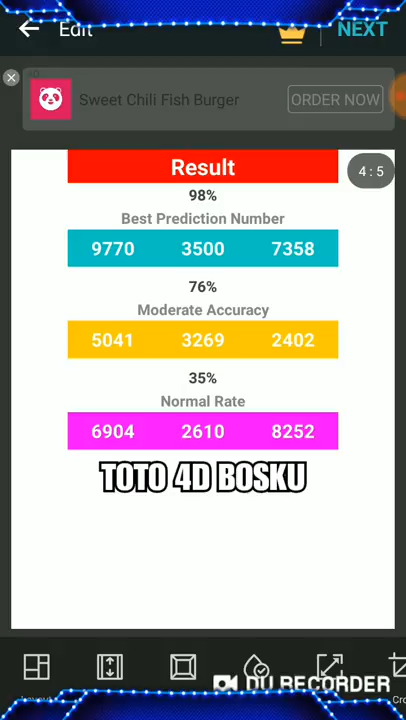 Edit
NEXT
Sweet Chili Fish Burger
ORDER NOW
4:5
Result
98%
Best Prediction Number
9770 3500 7358
76%
Moderate Accuracy
5041 3269 2402
35%
Normal Rate
6904 2610 8252
TOTO 4D BOSKU
DU RECORDER